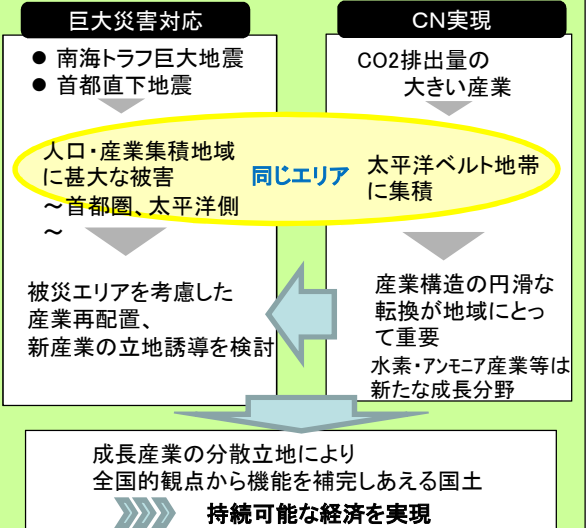 巨大災害対応
● 南海トラフ巨大地震
● 首都直下地震
人口・産業集積地域
に甚大な被害
～首都圏、太平洋側
～
被災エリアを考慮した
産業再配置、
新産業の立地誘導を検討
同じエリア
CN実現
CO2排出量の
大きい産業
太平洋ベルト地帯
に集積
産業構造の円滑な
転換が地域にとっ
て重要
水素・アンモニア産業等は
新たな成長分野
成長産業の分散立地により
全国的観点から機能を補完しあえる国土
持続可能な経済を実現